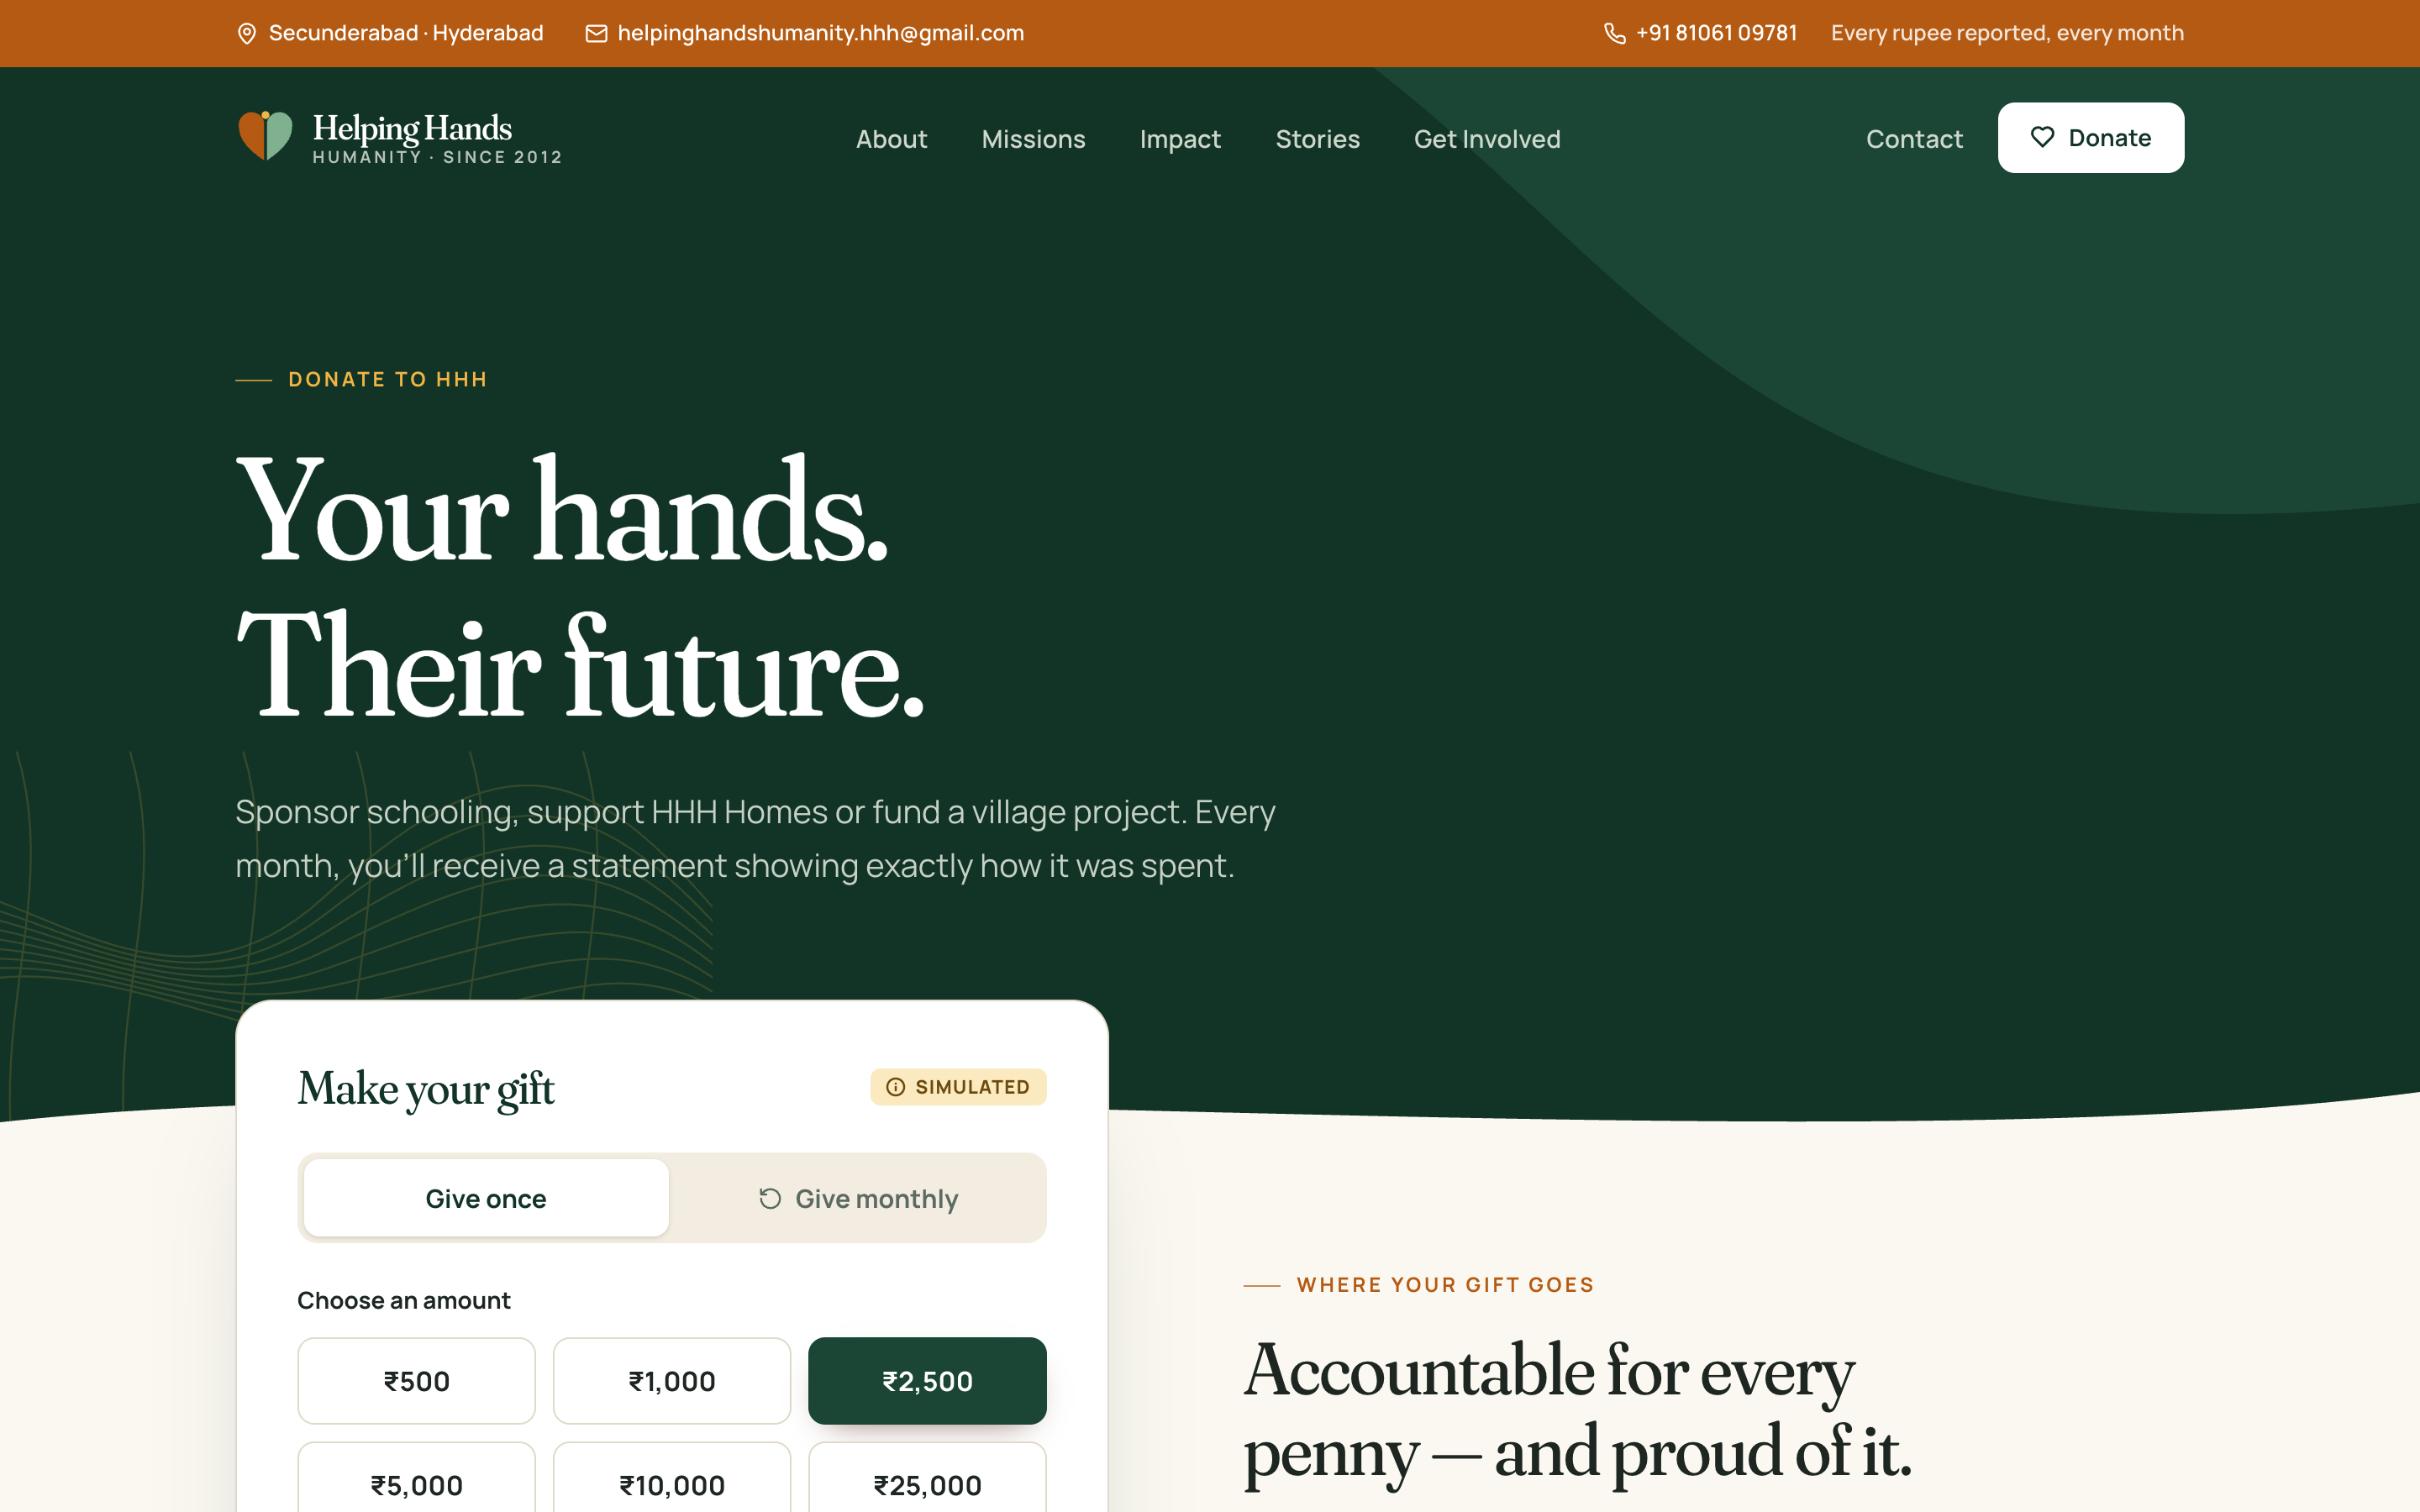 Secunderabad · Hyderabad
helpinghandshumanity.hhh@gmail.com
+91 81061 09781
Every rupee reported, every month
Helping Hands
HUMANITY · SINCE 2012
About
Missions
Impact
Stories
Get Involved
Contact
Donate
DONATE TO HHH
Your hands.
Their future.
Sponsor schooling, support HHH Homes or fund a village project. Every
month, you’ll receive a statement showing exactly how it was spent.
Make your gift
SIMULATED
Give once
Give monthly
Choose an amount
₹500
₹1,000
₹2,500
₹5,000
₹10,000
₹25,000
WHERE YOUR GIFT GOES
Accountable for every
penny — and proud of it.